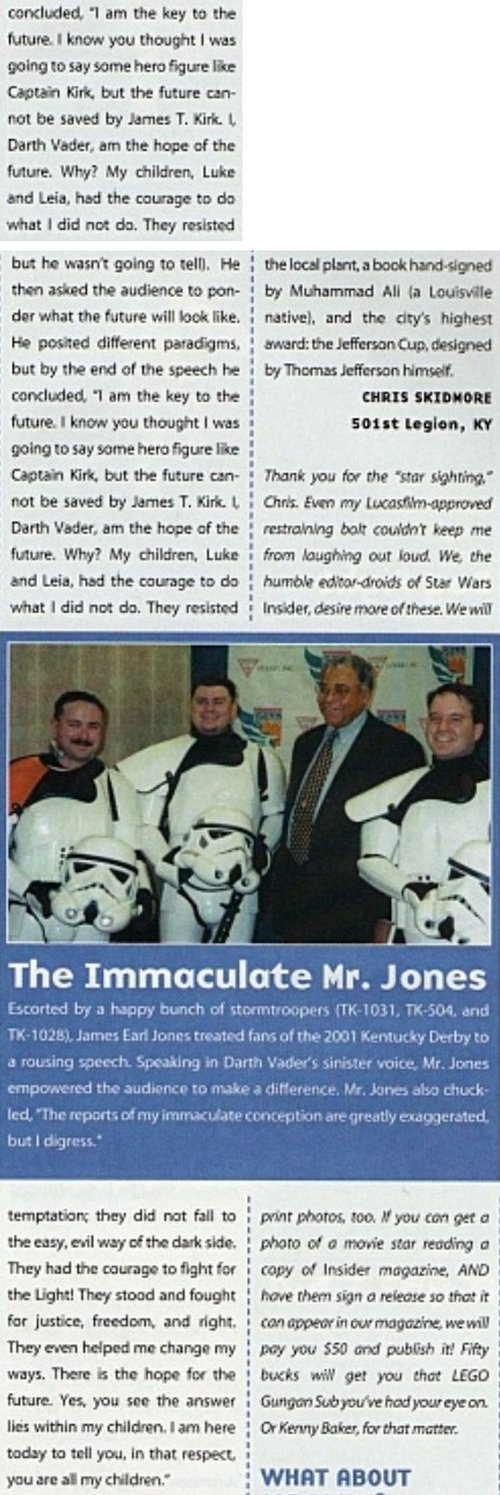 concluded, "I am the key to the
future. I know you thought I was
going to say some hero figure like
Captain Kirk, but the future can-
not be saved by James T. Kirk. I,
Darth Vader, am the hope of the
future. Why? My children, Luke
and Leia, had the courage to do
what I did not do. They resisted
but he wasn't going to tell). He
then asked the audience to pon-
der what the future will look like.
He posited different paradigms,
but by the end of the speech he
concluded, "I am the key to the
future. I know you thought I was
going to say some hero figure like
Captain Kirk, but the future can-
not be saved by James T. Kirk. I,
Darth Vader, am the hope of the
future. Why? My children, Luke
and Leia, had the courage to do
what I did not do. They resisted
the local plant, a book hand-signed
by Muhammad Ali (a Louisville
native), and the city's highest
award: the Jefferson Cup, designed
by Thomas Jefferson himself.
CHRIS SKIDMORE
501st Legion, KY
Thank you for the "star sighting,"
Chris. Even my Lucasfilm-approved
restraining bolt couldn't keep me
from laughing out loud. We, the
humble editor-droids of Star Wars
Insider, desire more of these. We will
The Immaculate Mr. Jones
Escorted by a happy bunch of stormtroopers (TK-1031, TK-504, and
TK-1028), James Earl Jones treated fans of the 2001 Kentucky Derby to
a rousing speech. Speaking in Darth Vader's sinister voice, Mr. Jones
empowered the audience to make a difference. Mr. Jones also chuck-
led, "The reports of my immaculate conception are greatly exaggerated,
but I digress."
temptation; they did not fall to
the easy, evil way of the dark side.
They had the courage to fight for
the Light! They stood and fought
for justice, freedom, and right.
They even helped me change my
ways. There is the hope for the
future. Yes, you see the answer
lies within my children. I am here
today to tell you, in that respect,
you are all my children."
print photos, too. If you can get a
photo of a movie star reading a
copy of Insider magazine, AND
have them sign a release so that it
can appear in our magazine, we will
pay you $50 and publish it! Fifty
bucks will get you that LEGO
Gungan Sub you've had your eye on.
Or Kenny Baker, for that matter.
WHAT ABOUT